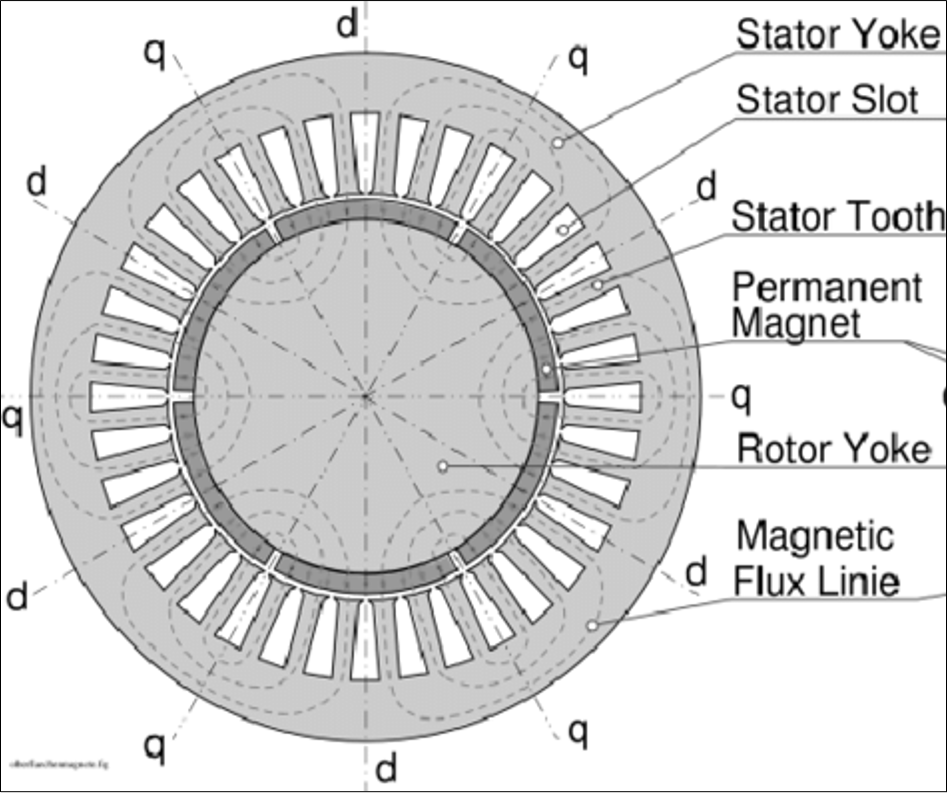 d
q
q
Stator Yoke
Stator Slot
d
d
Stator Tooth
Permanent
Magnet
q
q
Rotor Yoke
Magnetic
Flux Linie
d
d
q
q
d